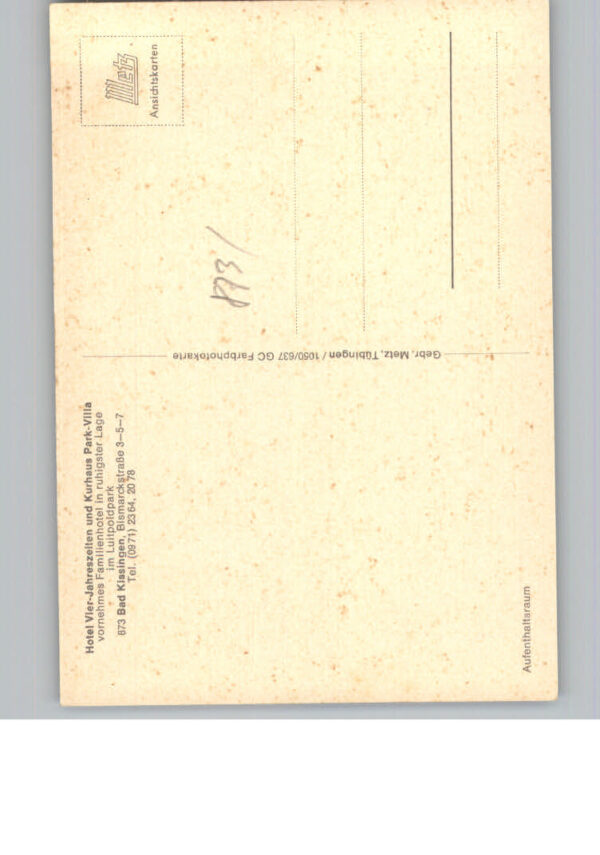 Hotel Vier-Jahreszeiten und Kurhaus Park-Villa
vornehmes Familienhotel in ruhigster Lage
im Luitpoldpark
873 Bad Kissingen, Bismarckstraße 3–5–7
Tel. (0971) 2364, 2078
Metz
Ansichtskarten
873/
Gebr. Metz, Tübingen / 1050/637 GC Farbphotokarte
Aufenthaltsraum